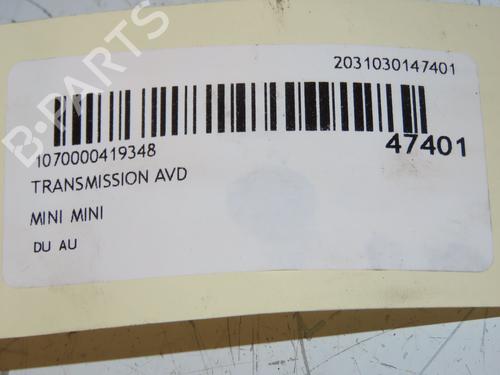 B-PARTS
2031030147401
1070000419348
47401
TRANSMISSION AVD
MINI MINI
DU AU